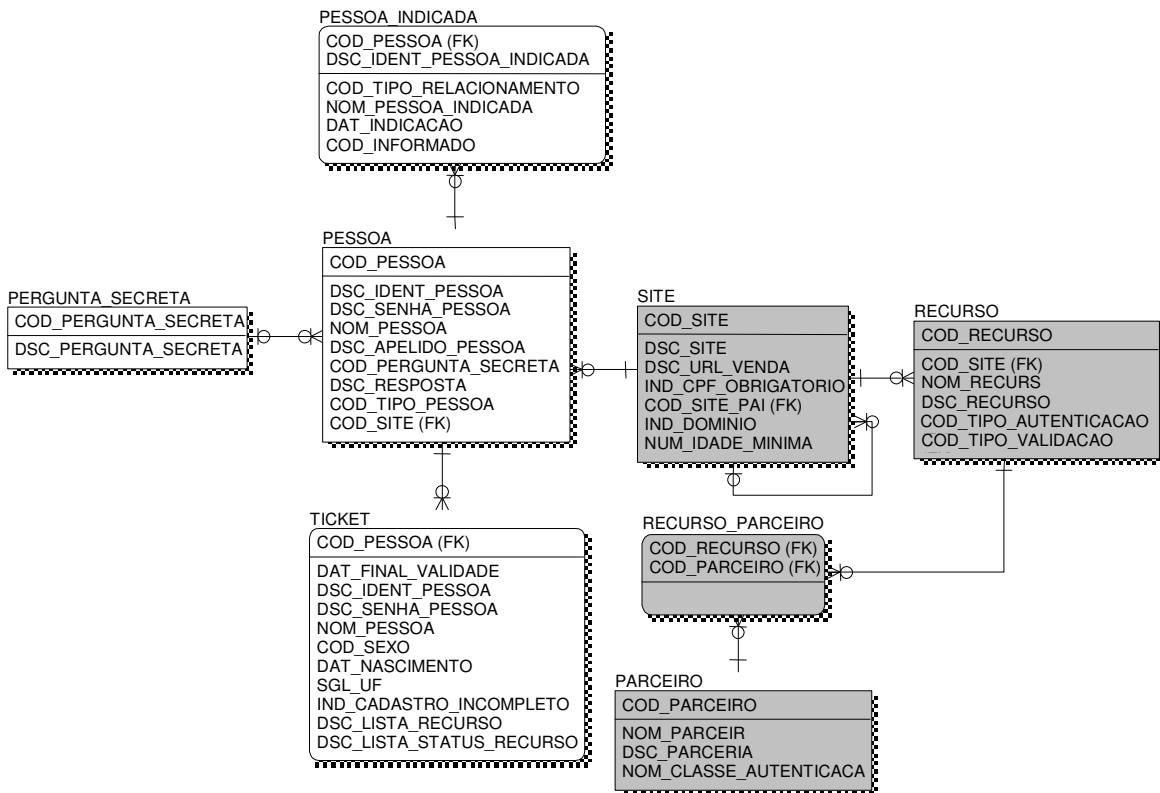 PESSOA_INDICADA
COD_PESSOA (FK)
DSC_IDENT_PESSOA_INDICADA
COD_TIPO_RELACIONAMENTO
NOM_PESSOA_INDICADA
DAT_INDICACAO
COD_INFORMADO
PESSOA
COD_PESSOA
DSC_IDENT_PESSOA
DSC_SENHA_PESSOA
NOM_PESSOA
DSC_APELIDO_PESSOA
COD_PERGUNTA_SECRETA
DSC_RESPOSTA
COD_TIPO_PESSOA
COD_SITE (FK)
PERGUNTA_SECRETA
COD_PERGUNTA_SECRETA
DSC_PERGUNTA_SECRETA
SITE
COD_SITE
DSC_SITE
DSC_URL_VENDA
IND_CPF_OBRIGATORIO
COD_SITE_PAI (FK)
IND_DOMINIO
NUM_IDADE_MINIMA
RECURSO
COD_RECURSO
COD_SITE (FK)
NOM_RECURS
DSC_RECURSO
COD_TIPO_AUTENTICACAO
COD_TIPO_VALIDACAO
TICKET
COD_PESSOA (FK)
DAT_FINAL_VALIDADE
DSC_IDENT_PESSOA
DSC_SENHA_PESSOA
NOM_PESSOA
COD_SEXO
DAT_NASCIMENTO
SGL_UF
IND_CADASTRO_INCOMPLETO
DSC_LISTA_RECURSO
DSC_LISTA_STATUS_RECURSO
RECURSO_PARCEIRO
COD_RECURSO (FK)
COD_PARCEIRO (FK)
PARCEIRO
COD_PARCEIRO
NOM_PARCEIR
DSC_PARCERIA
NOM_CLASSE_AUTENTICACA